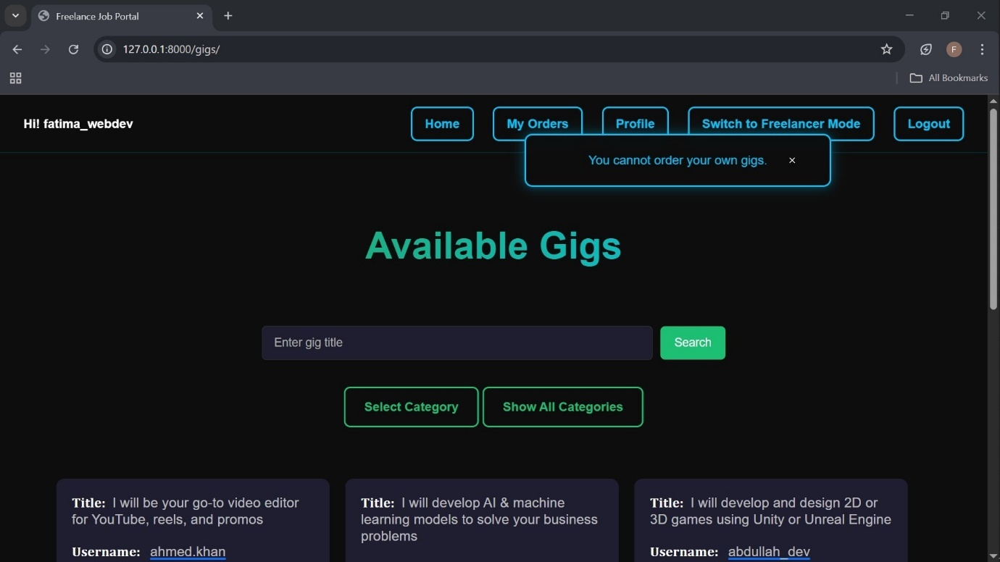 Freelance Job Portal
127.0.0.1:8000/gigs/
F
All Bookmarks
Hi! fatima_webdev
Home
My Orders
Profile
Switch to Freelancer Mode
Logout
You cannot order your own gigs. ×
Available Gigs
Enter gig title
Search
Select Category
Show All Categories
Title: I will be your go-to video editor
for YouTube, reels, and promos
Username: ahmed.khan
Title: I will develop AI & machine
learning models to solve your business
problems
Title: I will develop and design 2D or
3D games using Unity or Unreal Engine
Username: abdullah_dev